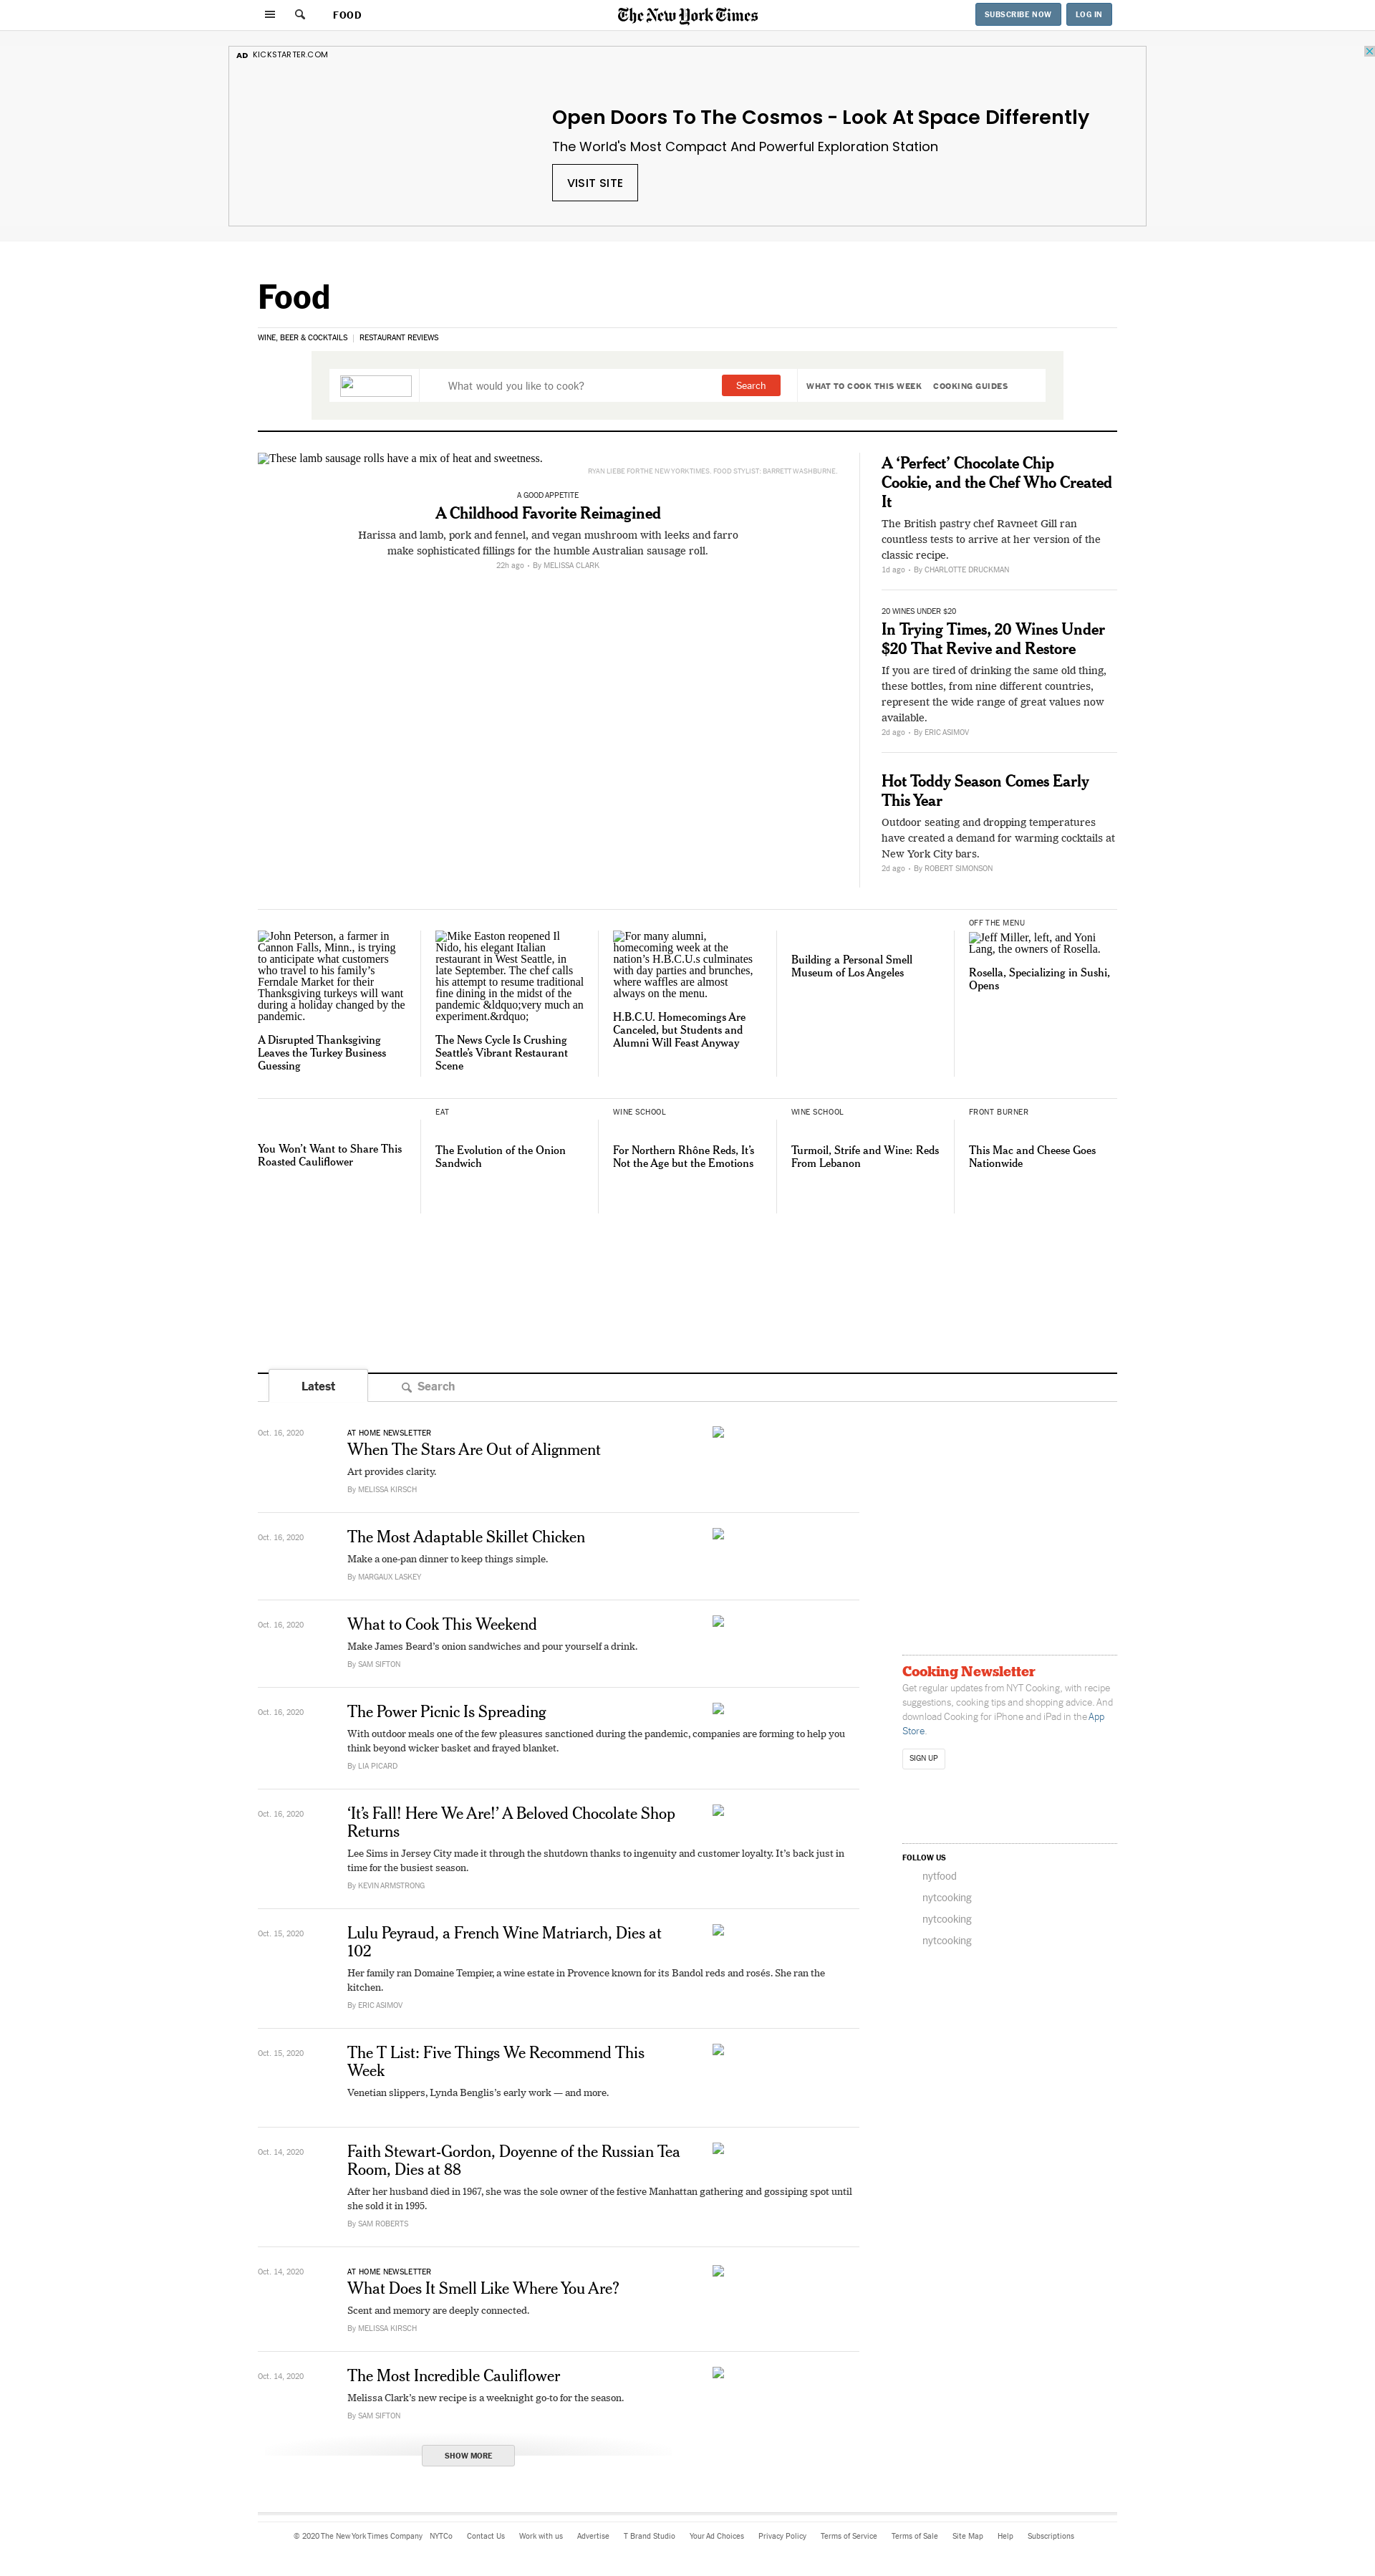 FOOD
The New York Times
SUBSCRIBE NOW
LOG IN
AD KICKSTARTER.COM
Open Doors To The Cosmos - Look At Space Differently
The World's Most Compact And Powerful Exploration Station
VISIT SITE
Food
WINE, BEER & COCKTAILS | RESTAURANT REVIEWS
What would you like to cook?
Search
WHAT TO COOK THIS WEEK
COOKING GUIDES
These lamb sausage rolls have a mix of heat and sweetness.
RYAN LIEBE FOR THE NEW YORK TIMES. FOOD STYLIST: BARRETT WASHBURNE.
A GOOD APPETITE
A Childhood Favorite Reimagined
Harissa and lamb, pork and fennel, and vegan mushroom with leeks and farro
make sophisticated fillings for the humble Australian sausage roll.
22h ago • By MELISSA CLARK
A ‘Perfect’ Chocolate Chip
Cookie, and the Chef Who Created
It
The British pastry chef Ravneet Gill ran
countless tests to arrive at her version of the
classic recipe.
1d ago • By CHARLOTTE DRUCKMAN
20 WINES UNDER $20
In Trying Times, 20 Wines Under
$20 That Revive and Restore
If you are tired of drinking the same old thing,
these bottles, from nine different countries,
represent the wide range of great values now
available.
2d ago • By ERIC ASIMOV
Hot Toddy Season Comes Early
This Year
Outdoor seating and dropping temperatures
have created a demand for warming cocktails at
New York City bars.
2d ago • By ROBERT SIMONSON
John Peterson, a farmer in
Cannon Falls, Minn., is trying
to anticipate what customers
who travel to his family’s
Ferndale Market for their
Thanksgiving turkeys will want
during a holiday changed by the
pandemic.
A Disrupted Thanksgiving
Leaves the Turkey Business
Guessing
Mike Easton reopened Il
Nido, his elegant Italian
restaurant in West Seattle, in
late September. The chef calls
his attempt to resume traditional
fine dining in the midst of the
pandemic &ldquo;very much an
experiment.&rdquo;
The News Cycle Is Crushing
Seattle’s Vibrant Restaurant
Scene
For many alumni,
homecoming week at the
nation’s H.B.C.U.s culminates
with day parties and brunches,
where waffles are almost
always on the menu.
H.B.C.U. Homecomings Are
Canceled, but Students and
Alumni Will Feast Anyway
Building a Personal Smell
Museum of Los Angeles
OFF THE MENU
Jeff Miller, left, and Yoni
Lang, the owners of Rosella.
Rosella, Specializing in Sushi,
Opens
You Won’t Want to Share This
Roasted Cauliflower
EAT
The Evolution of the Onion
Sandwich
WINE SCHOOL
For Northern Rhône Reds, It’s
Not the Age but the Emotions
WINE SCHOOL
Turmoil, Strife and Wine: Reds
From Lebanon
FRONT BURNER
This Mac and Cheese Goes
Nationwide
Latest
Search
Oct. 16, 2020
AT HOME NEWSLETTER
When The Stars Are Out of Alignment
Art provides clarity.
By MELISSA KIRSCH
Oct. 16, 2020
The Most Adaptable Skillet Chicken
Make a one-pan dinner to keep things simple.
By MARGAUX LASKEY
Oct. 16, 2020
What to Cook This Weekend
Make James Beard’s onion sandwiches and pour yourself a drink.
By SAM SIFTON
Oct. 16, 2020
The Power Picnic Is Spreading
With outdoor meals one of the few pleasures sanctioned during the pandemic, companies are forming to help you
think beyond wicker basket and frayed blanket.
By LIA PICARD
Oct. 16, 2020
‘It’s Fall! Here We Are!’ A Beloved Chocolate Shop
Returns
Lee Sims in Jersey City made it through the shutdown thanks to ingenuity and customer loyalty. It’s back just in
time for the busiest season.
By KEVIN ARMSTRONG
Oct. 15, 2020
Lulu Peyraud, a French Wine Matriarch, Dies at
102
Her family ran Domaine Tempier, a wine estate in Provence known for its Bandol reds and rosés. She ran the
kitchen.
By ERIC ASIMOV
Oct. 15, 2020
The T List: Five Things We Recommend This
Week
Venetian slippers, Lynda Benglis’s early work — and more.
Oct. 14, 2020
Faith Stewart-Gordon, Doyenne of the Russian Tea
Room, Dies at 88
After her husband died in 1967, she was the sole owner of the festive Manhattan gathering and gossiping spot until
she sold it in 1995.
By SAM ROBERTS
Oct. 14, 2020
AT HOME NEWSLETTER
What Does It Smell Like Where You Are?
Scent and memory are deeply connected.
By MELISSA KIRSCH
Oct. 14, 2020
The Most Incredible Cauliflower
Melissa Clark’s new recipe is a weeknight go-to for the season.
By SAM SIFTON
SHOW MORE
Cooking Newsletter
Get regular updates from NYT Cooking, with recipe
suggestions, cooking tips and shopping advice. And
download Cooking for iPhone and iPad in the App
Store.
SIGN UP
FOLLOW US
nytfood
nytcooking
nytcooking
nytcooking
© 2020 The New York Times Company NYTCo Contact Us Work with us Advertise T Brand Studio Your Ad Choices Privacy Policy Terms of Service Terms of Sale Site Map Help Subscriptions